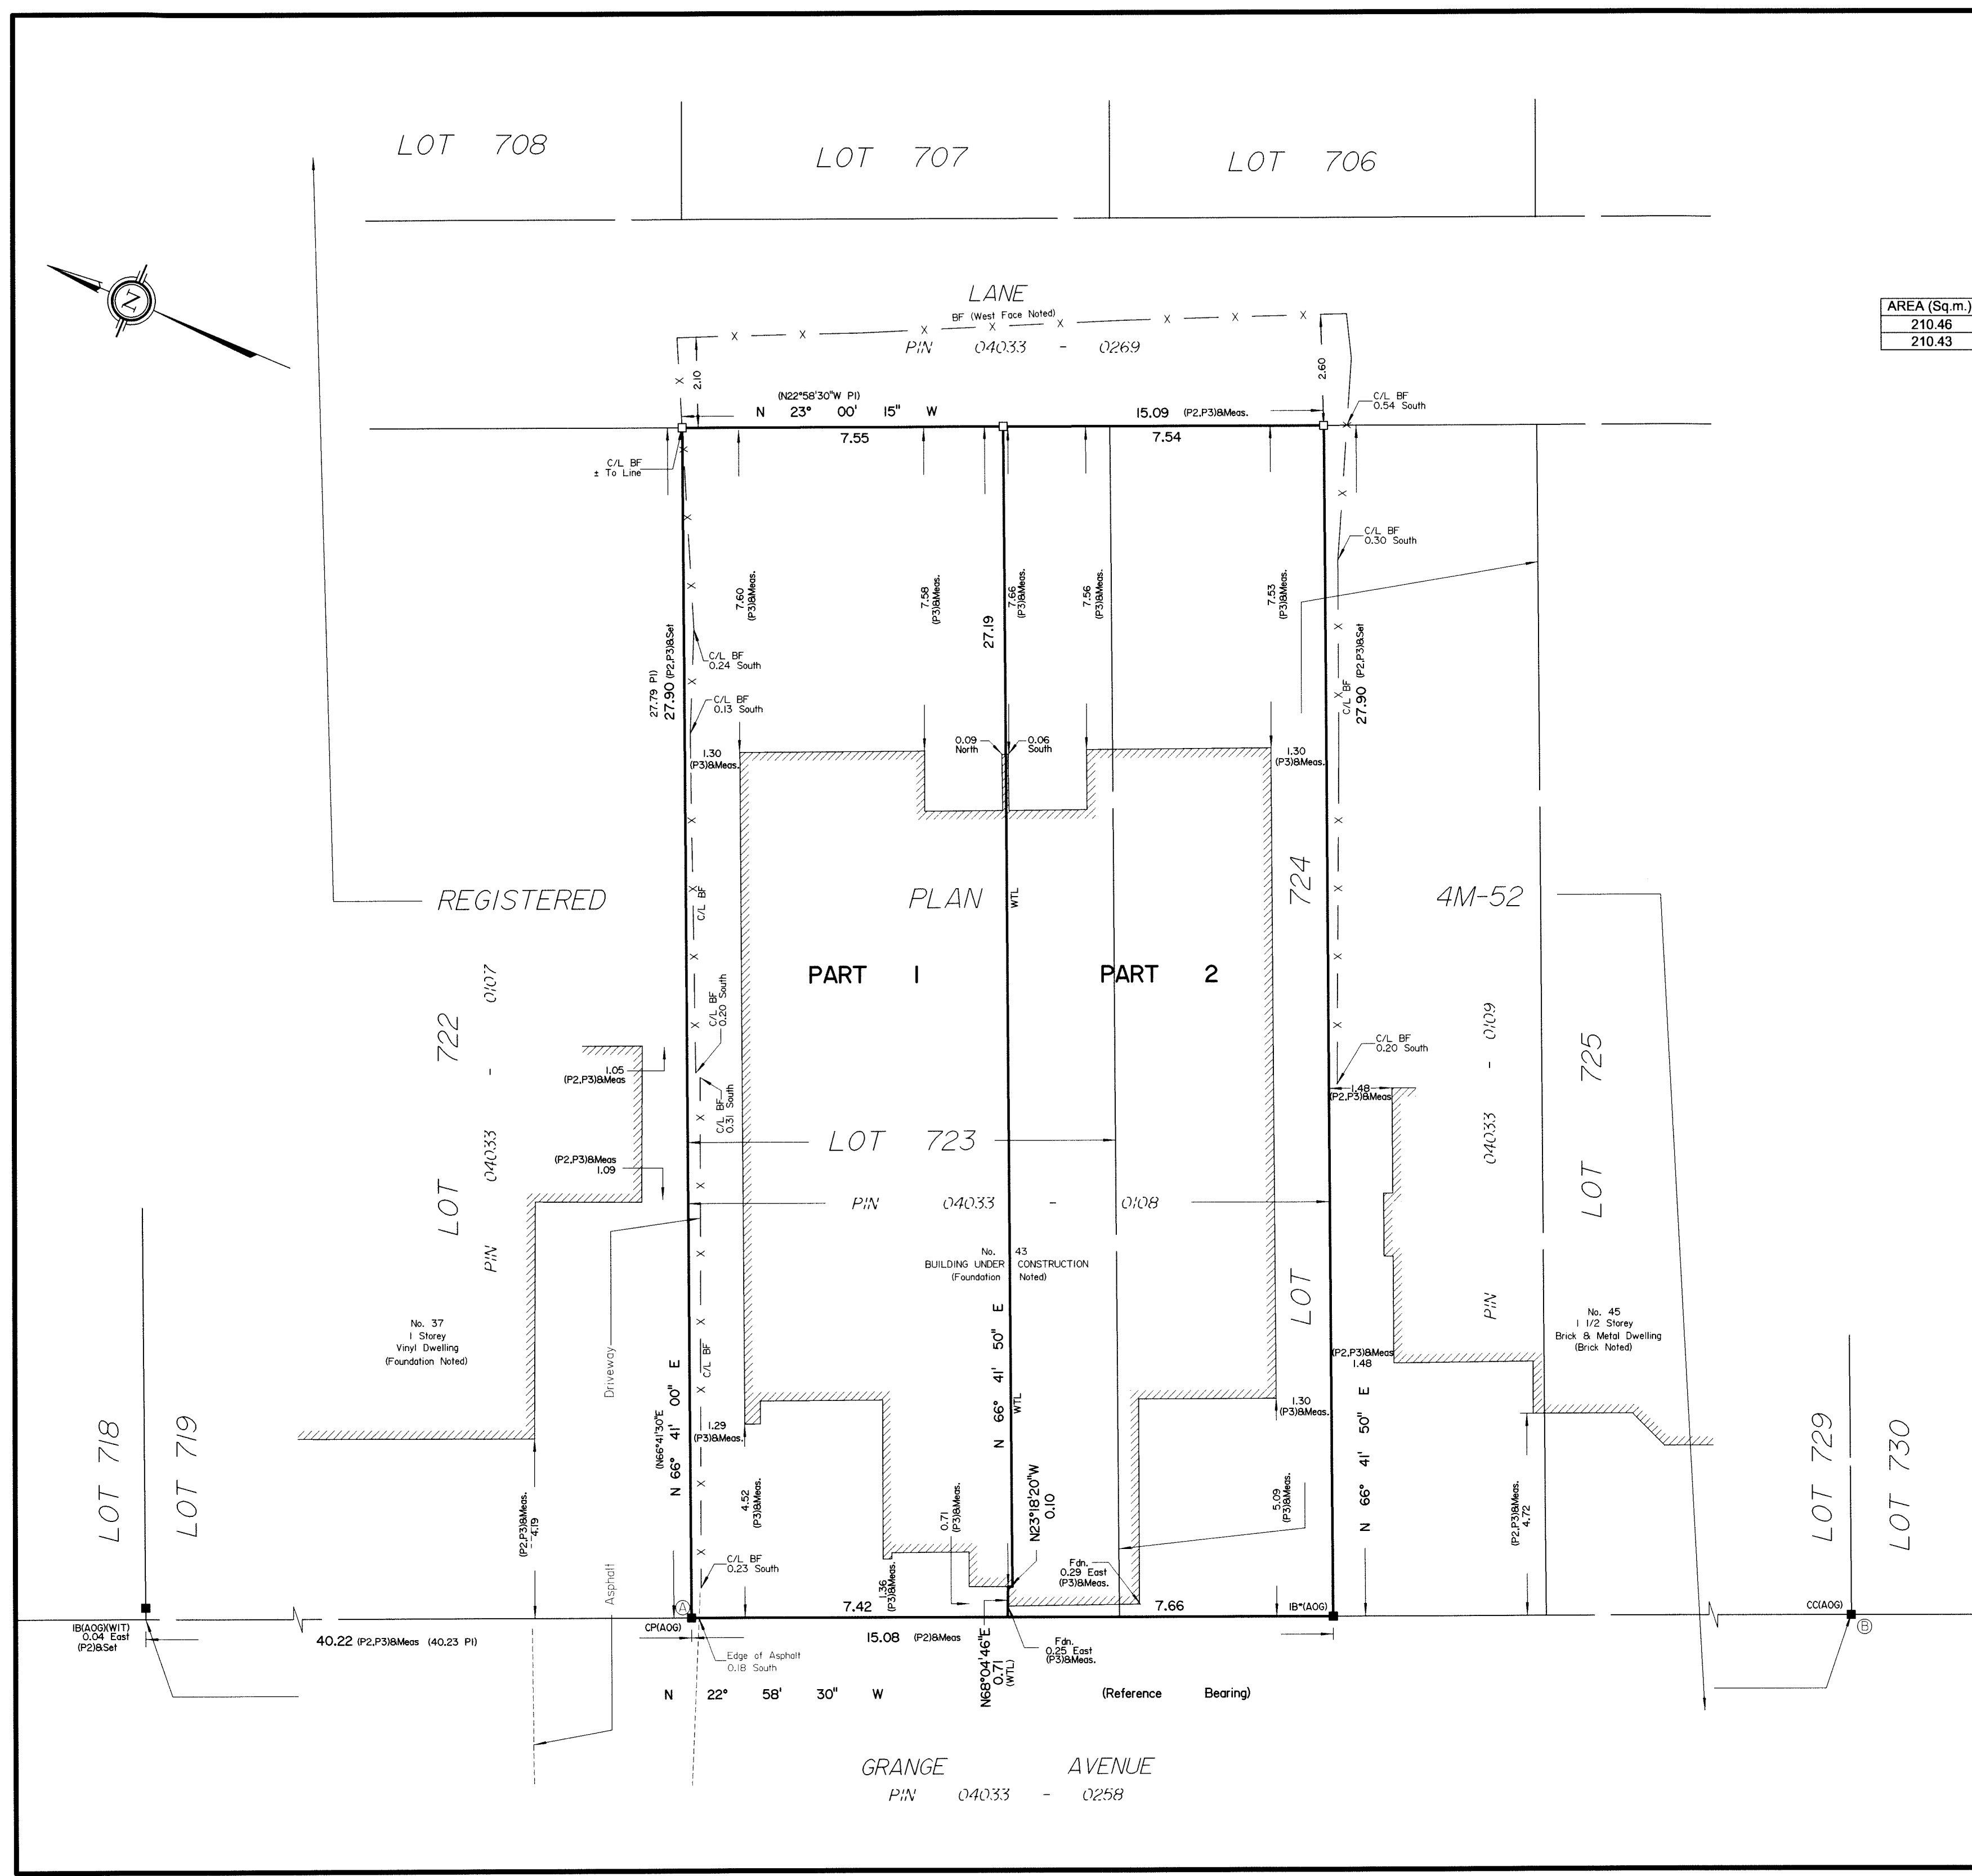 LOT 708
LOT 707
LOT 706
N
LANE
BF (West Face Noted)
PIN 04033 - 0269
AREA (Sq.m.)
210.46
210.43
2.10
2.60
(N22°58'30"W P1)
N 23° 00' 15" W
15.09 (P2,P3)&Meas.
7.55
7.54
C/L BF
0.54 South
C/L BF
± To Line
C/L BF
0.30 South
7.60
(P3)&Meas.
7.58
(P3)&Meas.
7.66
(P3)&Meas.
7.56
(P3)&Meas.
7.53
(P3)&Meas.
27.19
C/L BF
0.24 South
C/L BF
0.13 South
27.79 P1)
27.90 (P2,P3)&Set
C/L BF
27.90 (P2,P3)&Set
1.30
(P3)&Meas.
0.09
North
0.06
South
1.30
(P3)&Meas.
REGISTERED PLAN 4M-52
C/L BF
WTL
724
PART 1
PART 2
LOT 722
PIN 04033 - 0107
C/L BF
0.20 South
C/L BF
0.31 South
1.05
(P2,P3)&Meas
(P2,P3)&Meas
1.09
C/L BF
0.20 South
1.48
(P2,P3)&Meas
PIN 04033 - 0109
LOT 725
LOT 723
PIN 04033 - 0108
No. 43
BUILDING UNDER CONSTRUCTION
(Foundation Noted)
LOT
No. 37
1 Storey
Vinyl Dwelling
(Foundation Noted)
Driveway
No. 45
1 1/2 Storey
Brick & Metal Dwelling
(Brick Noted)
(P2,P3)&Meas
1.48
C/L BF
(N66°41'30"E
N 66° 41' 00" E
N 66° 41' 50" E
WTL
N 66° 41' 50" E
1.29
(P3)&Meas.
1.30
(P3)&Meas.
LOT 718
LOT 719
LOT 729
LOT 730
(P2,P3)&Meas.
4.19
4.52
(P3)&Meas.
0.71
(P3)&Meas.
N23°18'20"W
0.10
5.09
(P3)&Meas.
(P2,P3)&Meas.
4.72
C/L BF
0.23 South
1.36
(P3)&Meas.
Fdn.
0.29 East
(P3)&Meas.
Asphalt
A
7.42
7.66
IB*(AOG)
CC(AOG)
B
IB(AOG)(WIT)
0.04 East
(P2)&Set
40.22 (P2,P3)&Meas (40.23 P1)
CP(AOG)
15.08 (P2)&Meas
Edge of Asphalt
0.18 South
N68°04'46"E
0.71
(WTL)
Fdn.
0.25 East
(P3)&Meas.
N 22° 58' 30" W (Reference Bearing)
GRANGE AVENUE
PIN 04033 - 0258